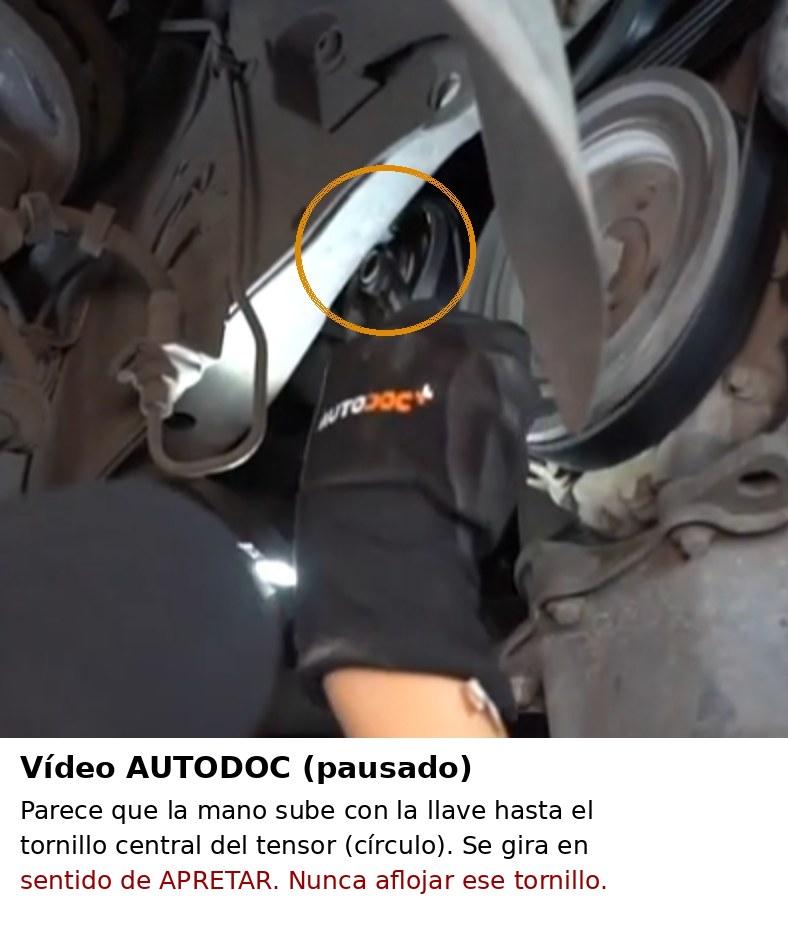 AUTODOC
Vídeo AUTODOC (pausado)
Parece que la mano sube con la llave hasta el
tornillo central del tensor (círculo). Se gira en
sentido de APRETAR. Nunca aflojar ese tornillo.